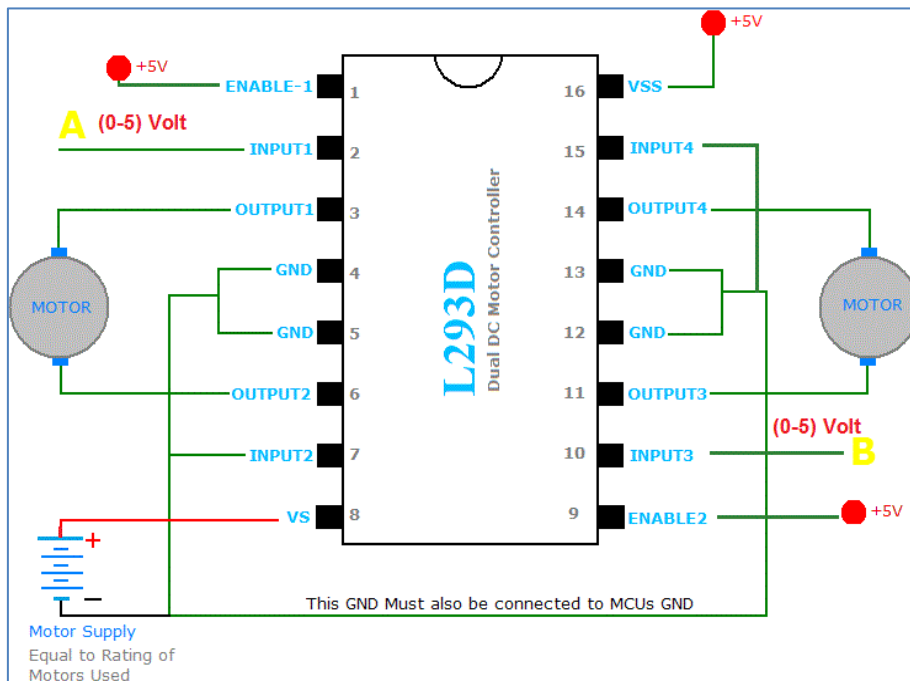 +5V
+5V
ENABLE-1
1
16
VSS
A
(0-5) Volt
INPUT1
2
15
INPUT4
OUTPUT1
3
14
OUTPUT4
GND
4
13
GND
MOTOR
MOTOR
L293D
Dual DC Motor Controller
GND
5
12
GND
OUTPUT2
6
11
OUTPUT3
(0-5) Volt
INPUT2
7
10
INPUT3
B
VS
8
9
ENABLE2
+5V
+
−
This GND Must also be connected to MCUs GND
Motor Supply
Equal to Rating of
Motors Used